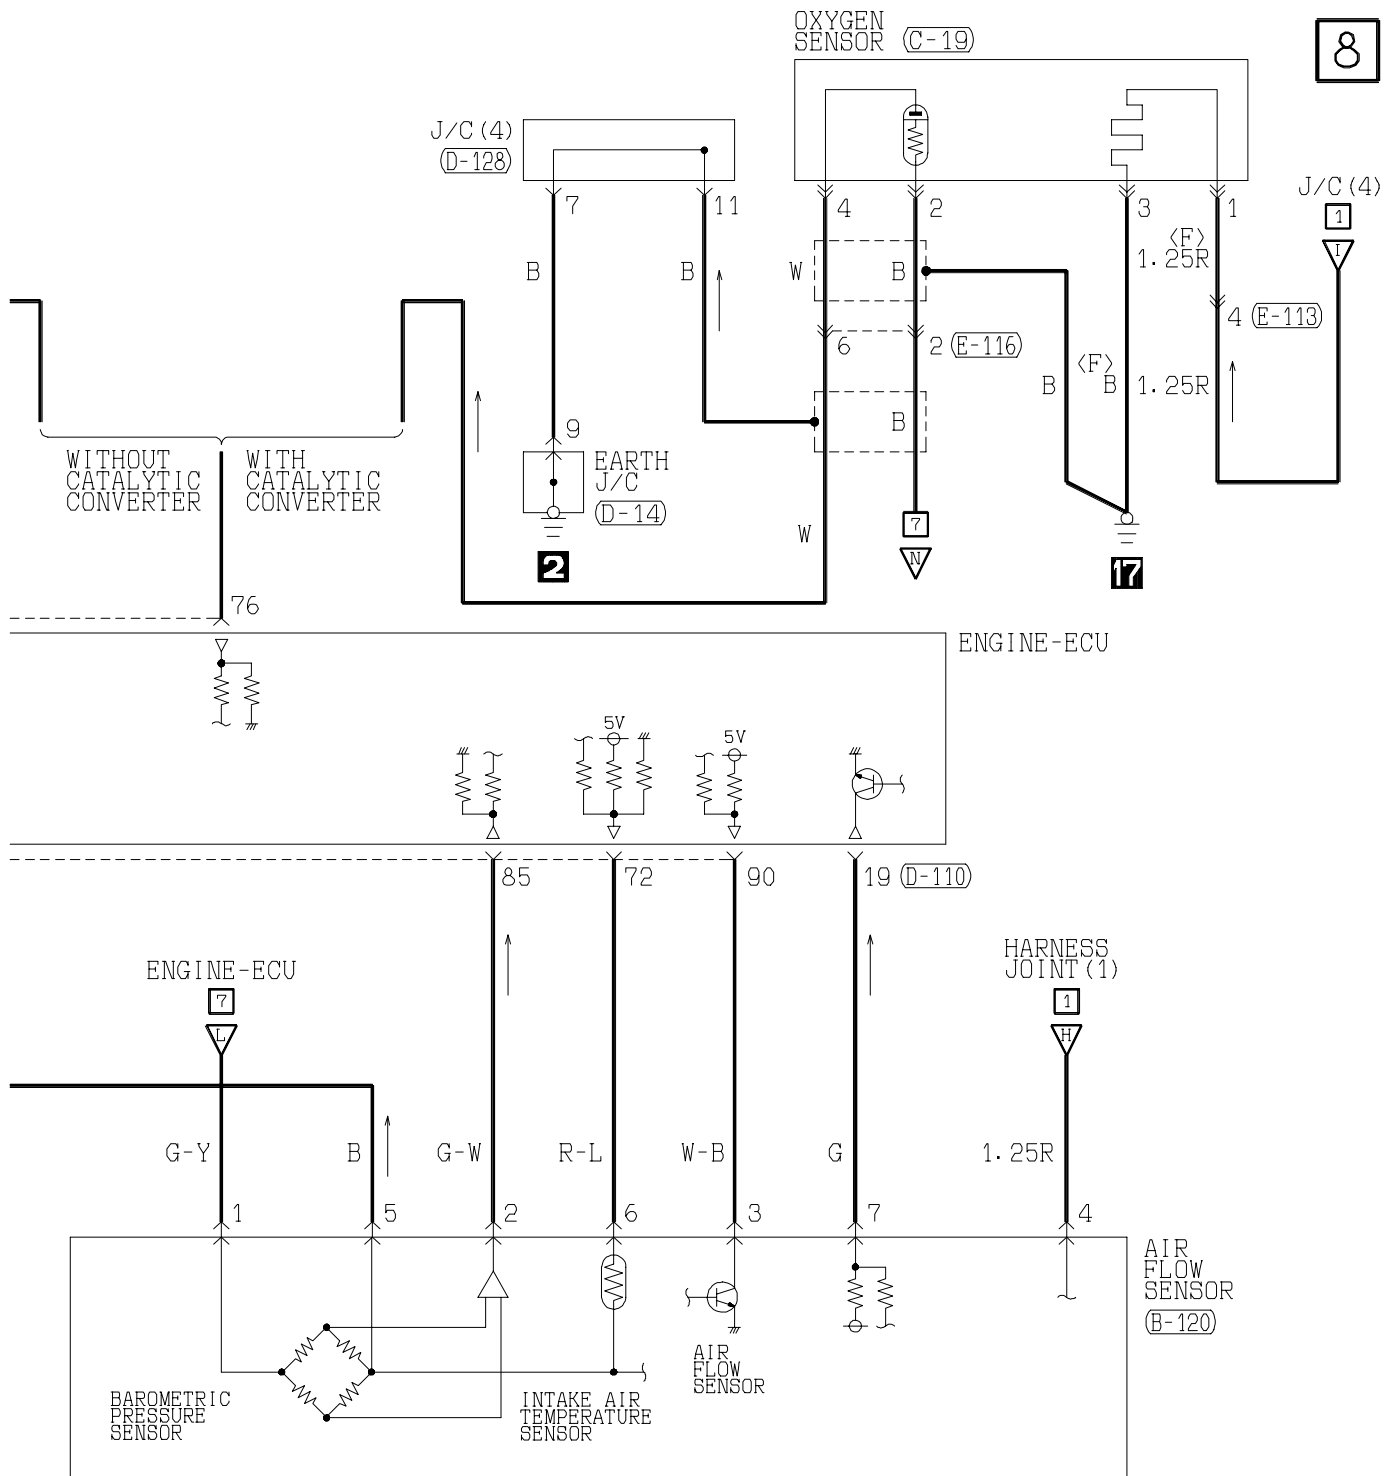 OXYGEN
SENSOR (C-19)
8
J/C (4)
(D-128)
J/C (4)
7
11
4
2
3
1
1
I
<F>
1.25R
B
B
W
B
4 (E-113)
6
2 (E-116)
<F>
B
B
1.25R
9
B
WITHOUT
CATALYTIC
CONVERTER
WITH
CATALYTIC
CONVERTER
EARTH
J/C
(D-14)
W
7
N
2
17
76
ENGINE-ECU
5V
5V
85
72
90
19 (D-110)
ENGINE-ECU
7
L
HARNESS
JOINT (1)
1
H
G-Y
B
G-W
R-L
W-B
G
1.25R
1
5
2
6
3
7
4
AIR
FLOW
SENSOR
(B-120)
BAROMETRIC
PRESSURE
SENSOR
INTAKE AIR
TEMPERATURE
SENSOR
AIR
FLOW
SENSOR